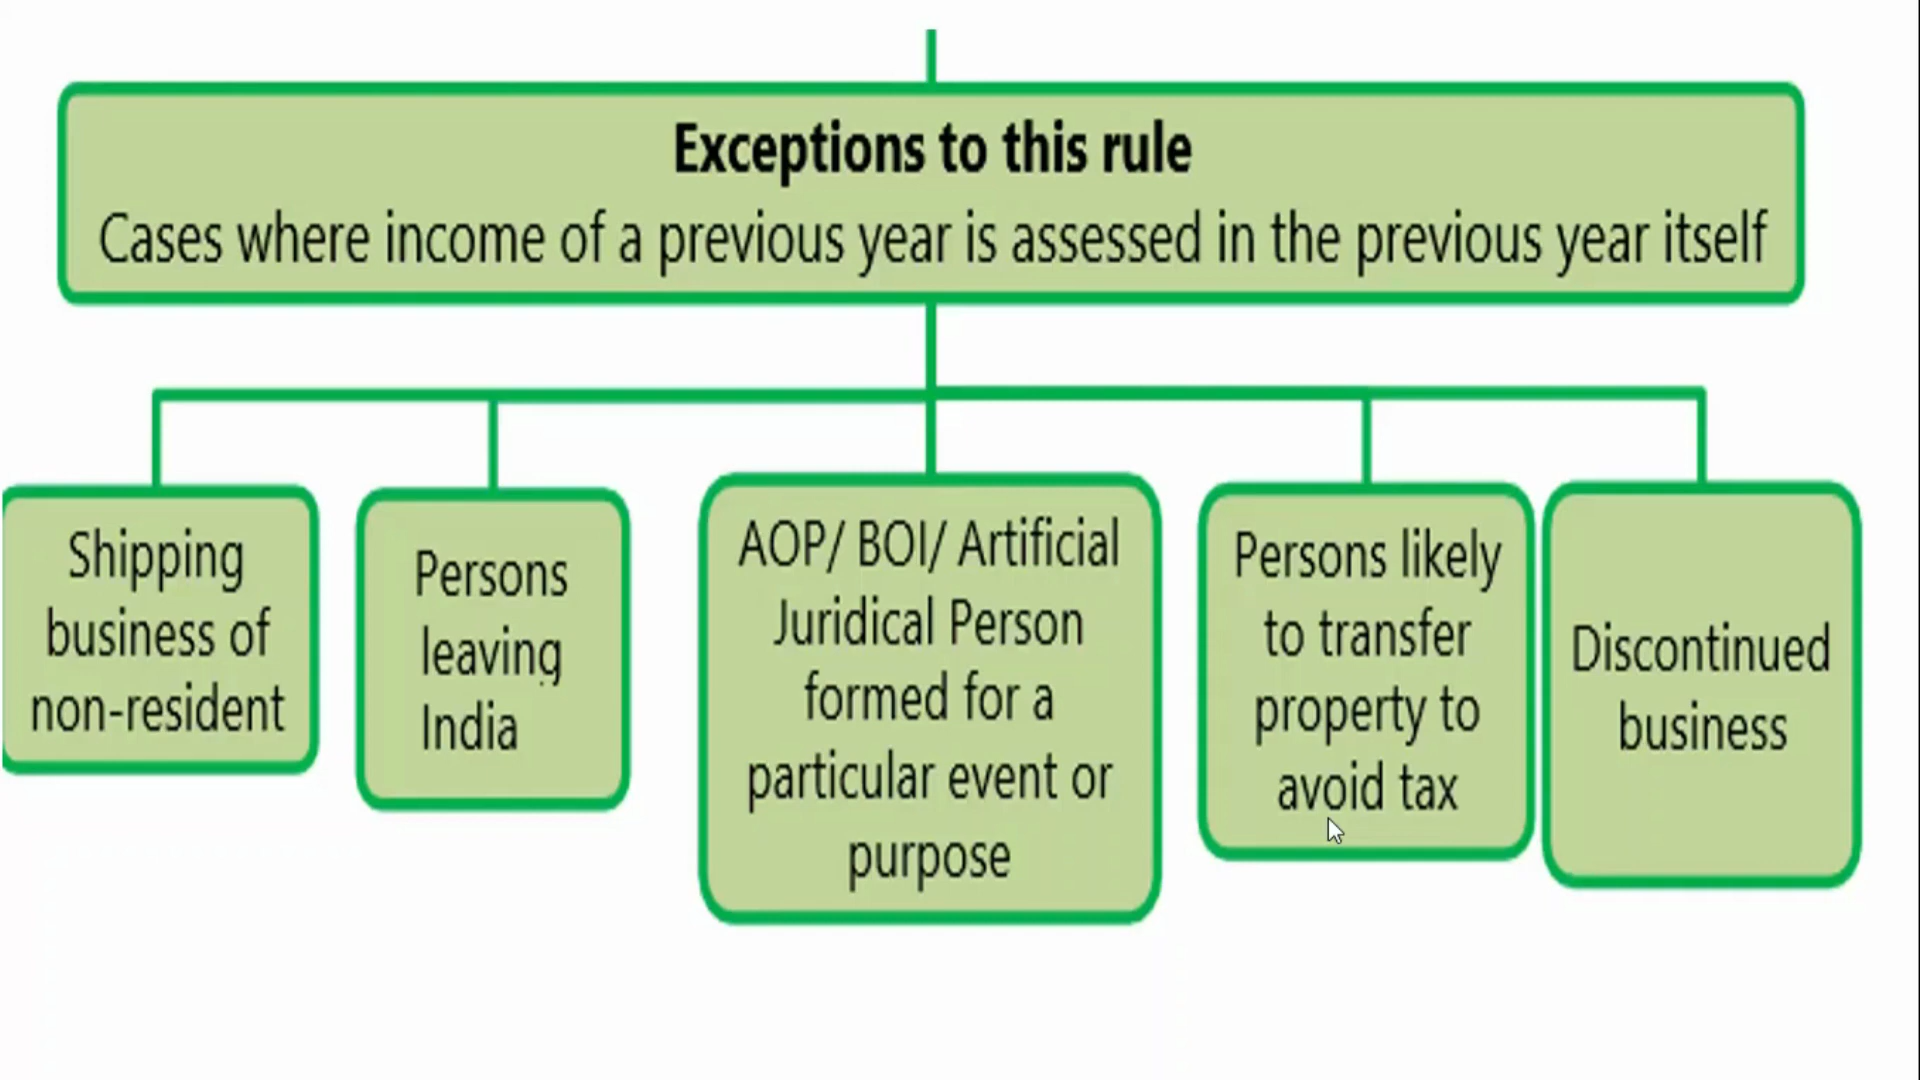 Exceptions to this rule
Cases where income of a previous year is assessed in the previous year itself
Shipping
business of
non-resident
Persons
leaving
India
AOP/ BOI/ Artificial
Juridical Person
formed for a
particular event or
purpose
Persons likely
to transfer
property to
avoid tax
Discontinued
business